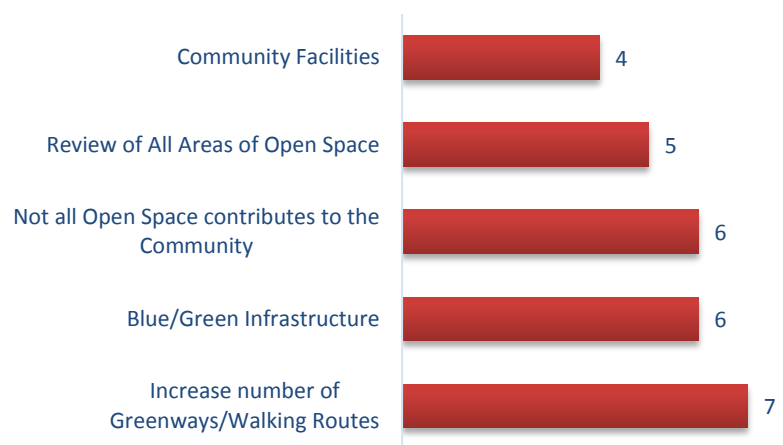 Community Facilities
4
Review of All Areas of Open Space
5
Not all Open Space contributes to the
Community
6
Blue/Green Infrastructure
6
Increase number of
Greenways/Walking Routes
7